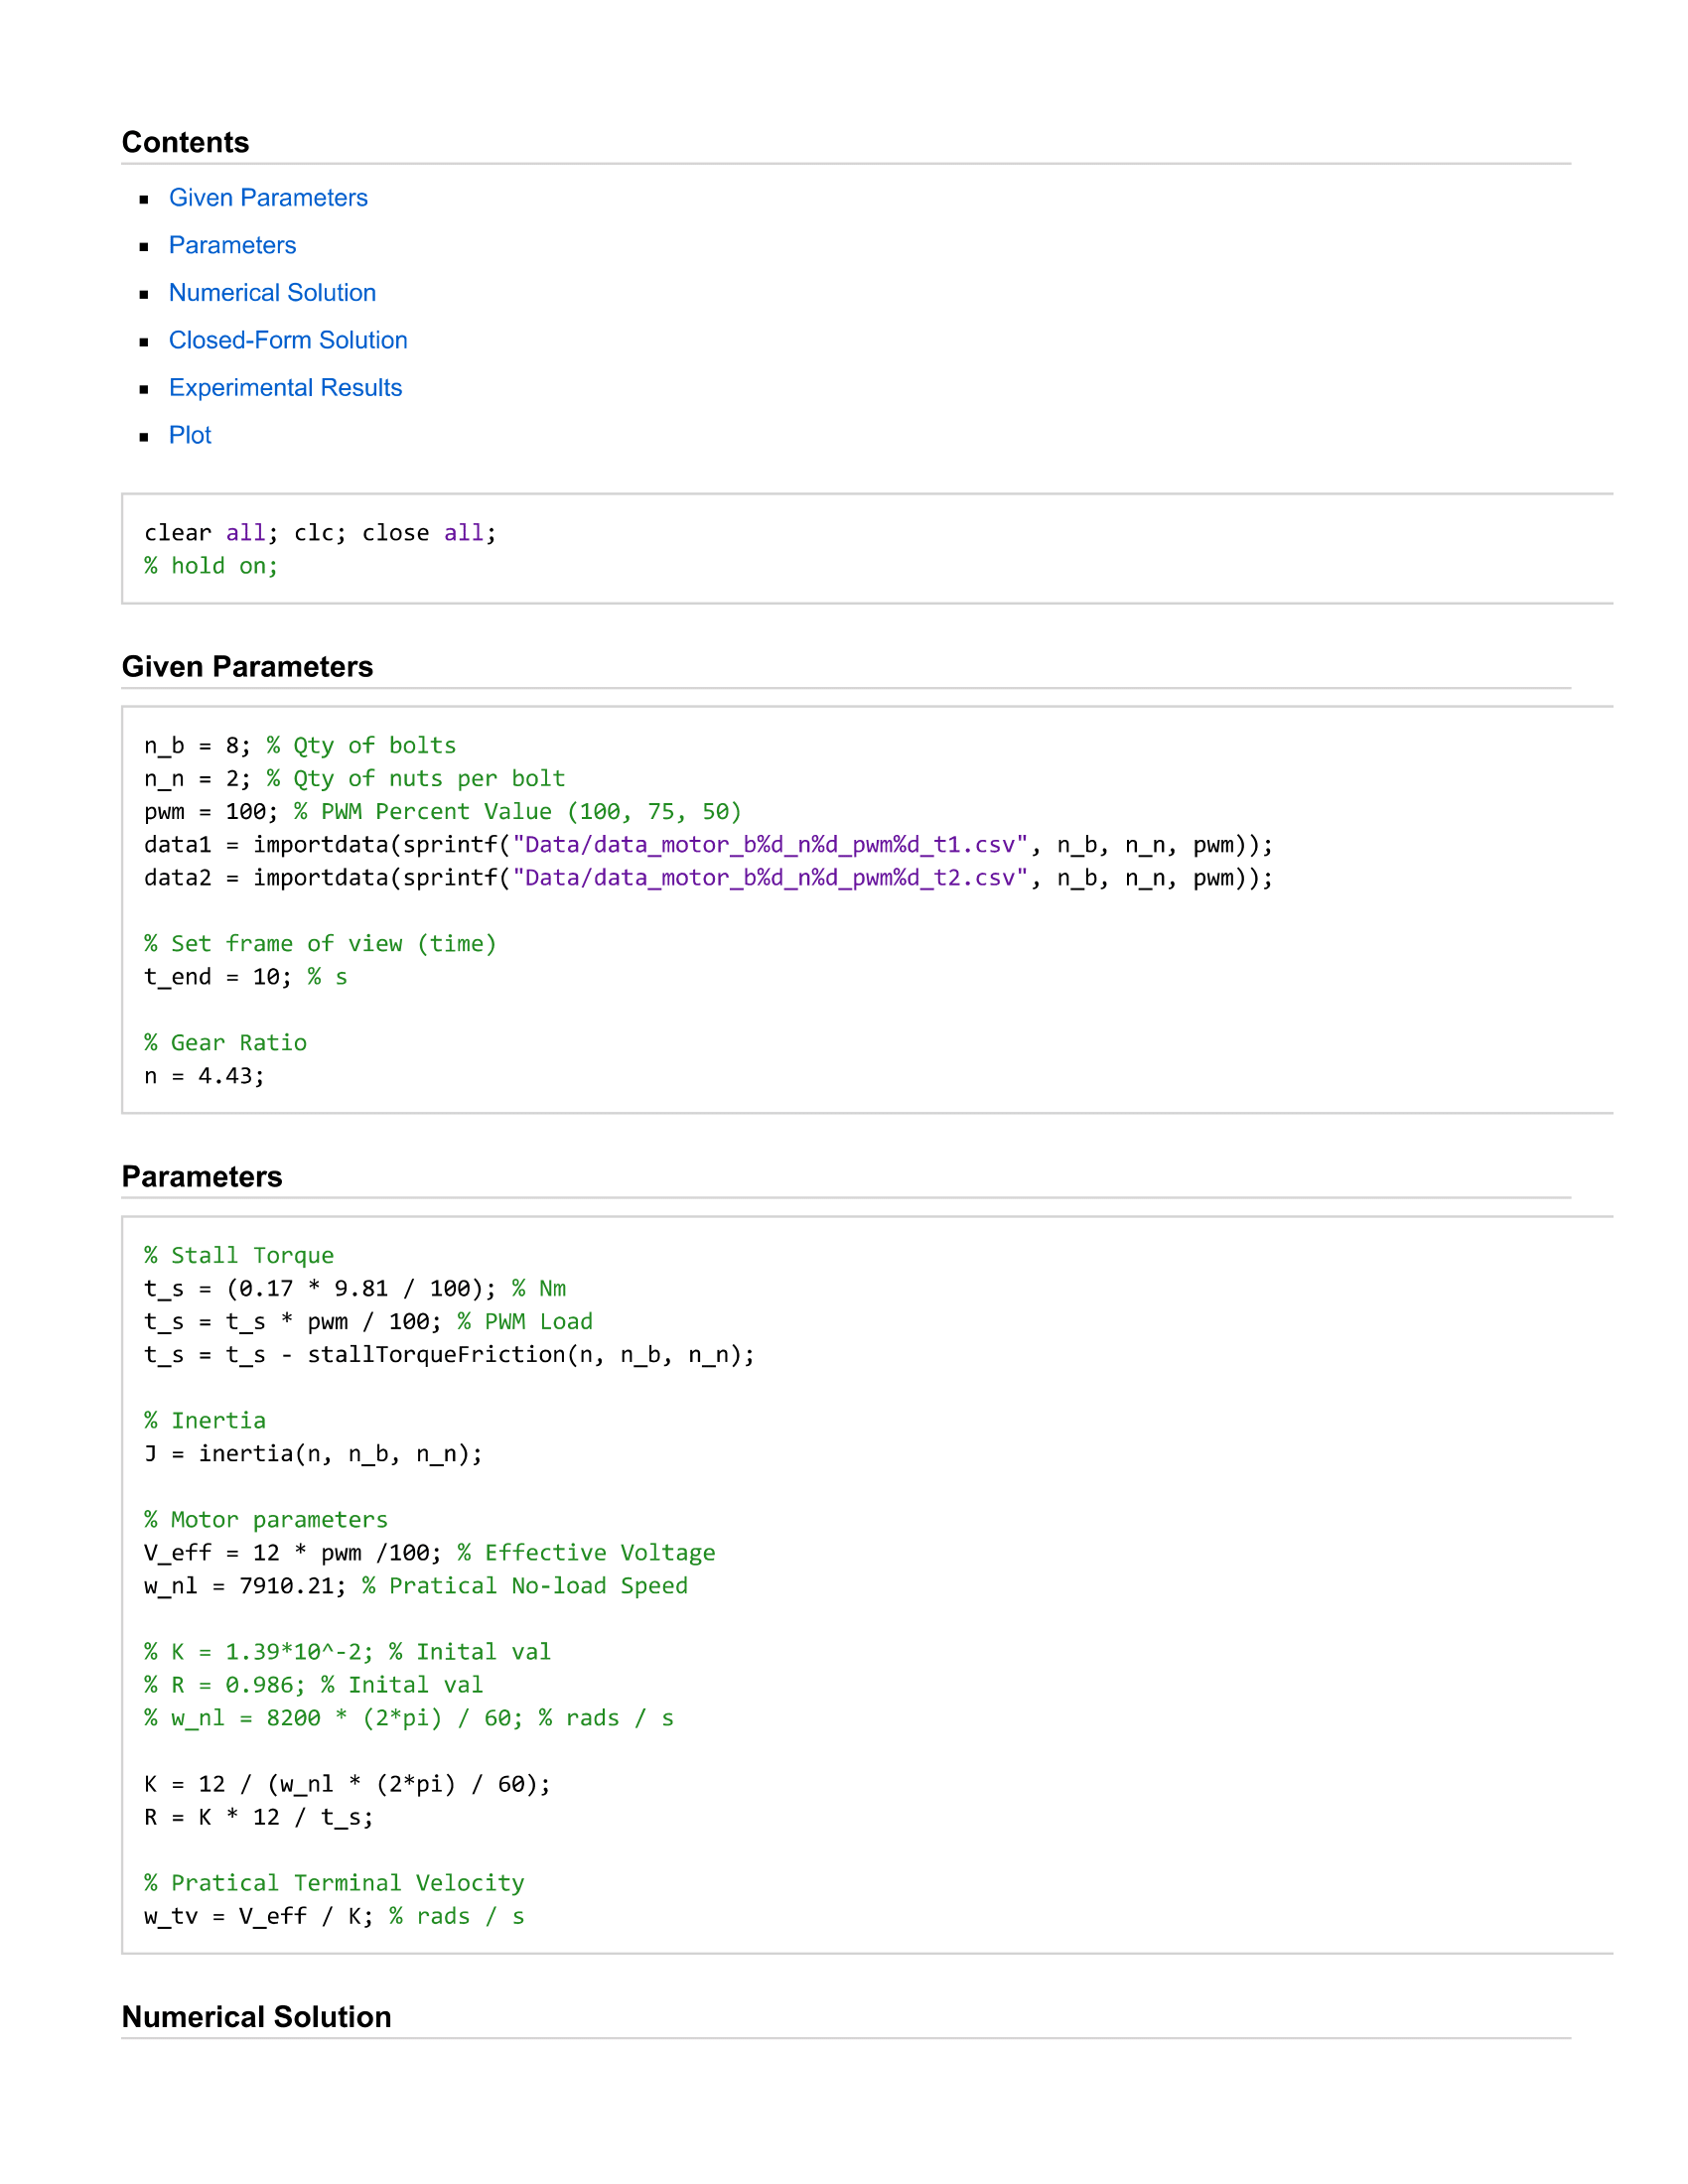 Contents
Given Parameters
Parameters
Numerical Solution
Closed-Form Solution
Experimental Results
Plot
clear all; clc; close all;
% hold on;
Given Parameters
n_b = 8; % Qty of bolts
n_n = 2; % Qty of nuts per bolt
pwm = 100; % PWM Percent Value (100, 75, 50)
data1 = importdata(sprintf("Data/data_motor_b%d_n%d_pwm%d_t1.csv", n_b, n_n, pwm));
data2 = importdata(sprintf("Data/data_motor_b%d_n%d_pwm%d_t2.csv", n_b, n_n, pwm));
% Set frame of view (time)
t_end = 10; % s
% Gear Ratio
n = 4.43;
Parameters
% Stall Torque
t_s = (0.17 * 9.81 / 100); % Nm
t_s = t_s * pwm / 100; % PWM Load
t_s = t_s - stallTorqueFriction(n, n_b, n_n);
% Inertia
J = inertia(n, n_b, n_n);
% Motor parameters
V_eff = 12 * pwm /100; % Effective Voltage
w_nl = 7910.21; % Pratical No-load Speed
% K = 1.39*10^-2; % Inital val
% R = 0.986; % Inital val
% w_nl = 8200 * (2*pi) / 60; % rads / s
K = 12 / (w_nl * (2*pi) / 60);
R = K * 12 / t_s;
% Pratical Terminal Velocity
w_tv = V_eff / K; % rads / s
Numerical Solution